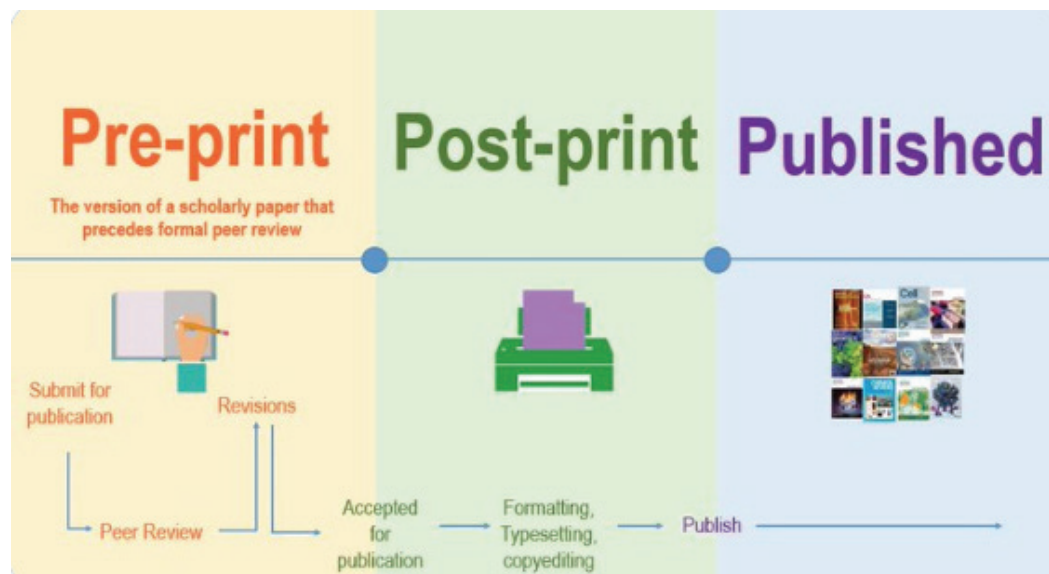 Pre-print
Post-print
Published
The version of a scholarly paper that
precedes formal peer review
Cell
Submit for
publication
Revisions
Peer Review
Accepted
for
publication
Formatting,
Typesetting,
copyediting
Publish